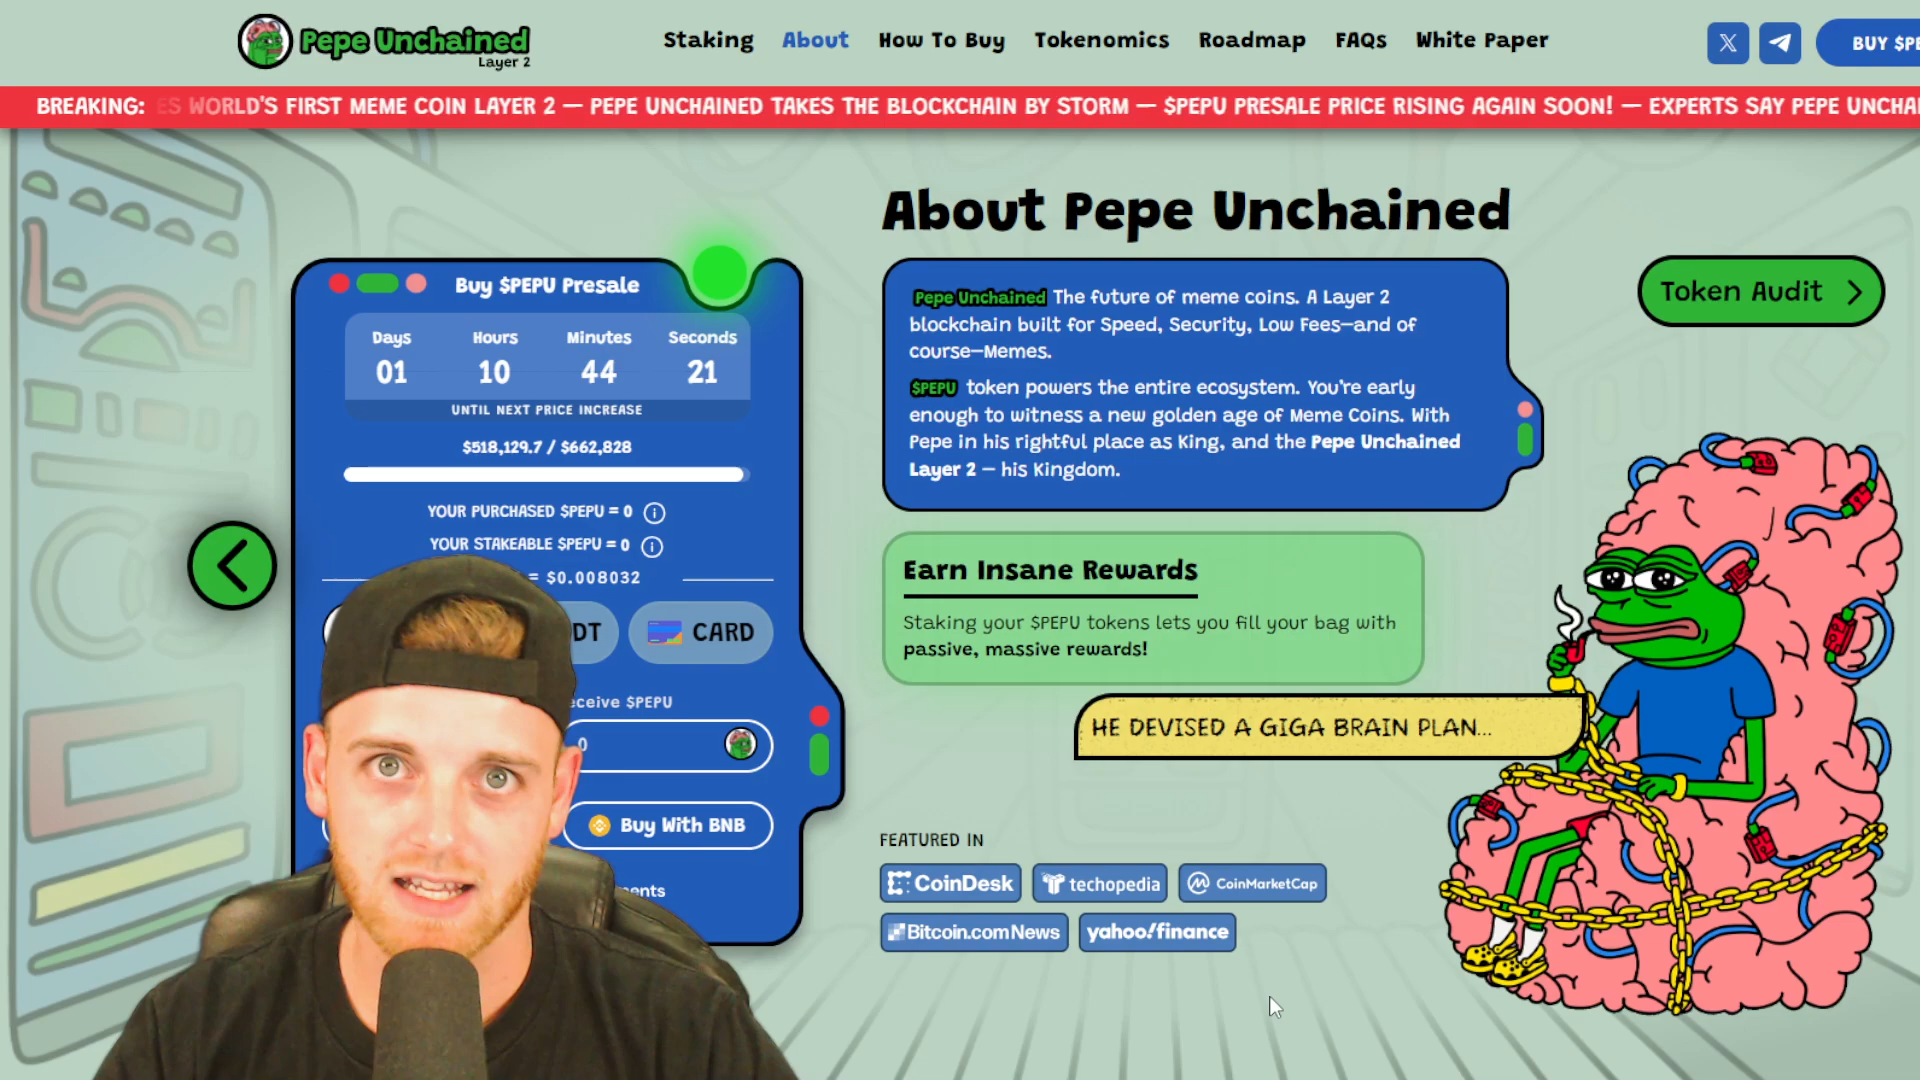 Pepe Unchained
Layer 2
Staking
About
How To Buy
Tokenomics
Roadmap
FAQs
White Paper
BUY $PE
BREAKING: ES WORLD'S FIRST MEME COIN LAYER 2 — PEPE UNCHAINED TAKES THE BLOCKCHAIN BY STORM — $PEPU PRESALE PRICE RISING AGAIN SOON! — EXPERTS SAY PEPE UNCHAI
Buy $PEPU Presale
Days Hours Minutes Seconds
01 10 44 21
UNTIL NEXT PRICE INCREASE
$518,129.7 / $662,828
YOUR PURCHASED $PEPU = 0
YOUR STAKEABLE $PEPU = 0
= $0.008032
DT
CARD
eceive $PEPU
0
Buy With BNB
ents
About Pepe Unchained
Pepe Unchained The future of meme coins. A Layer 2
blockchain built for Speed, Security, Low Fees—and of
course—Memes.
$PEPU token powers the entire ecosystem. You're early
enough to witness a new golden age of Meme Coins. With
Pepe in his rightful place as King, and the Pepe Unchained
Layer 2 – his Kingdom.
Token Audit
Earn Insane Rewards
Staking your $PEPU tokens lets you fill your bag with
passive, massive rewards!
HE DEVISED A GIGA BRAIN PLAN...
FEATURED IN
CoinDesk
techopedia
CoinMarketCap
Bitcoin.com News
yahoo!finance